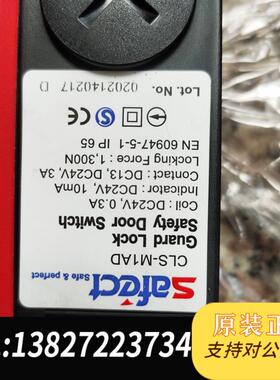 Safect
Safe & perfect
CLS-M1AD
Guard Lock
Safety Door Switch
Coil : DC24V, 0.3A
Indicator : DC24V, 10mA
Contact : DC13, DC24V, 3A
Locking Force : 1,300N
EN 60947-5-1 IP 65
Lot. No. 0202140217 D
原装正
支持对公
:13827223734